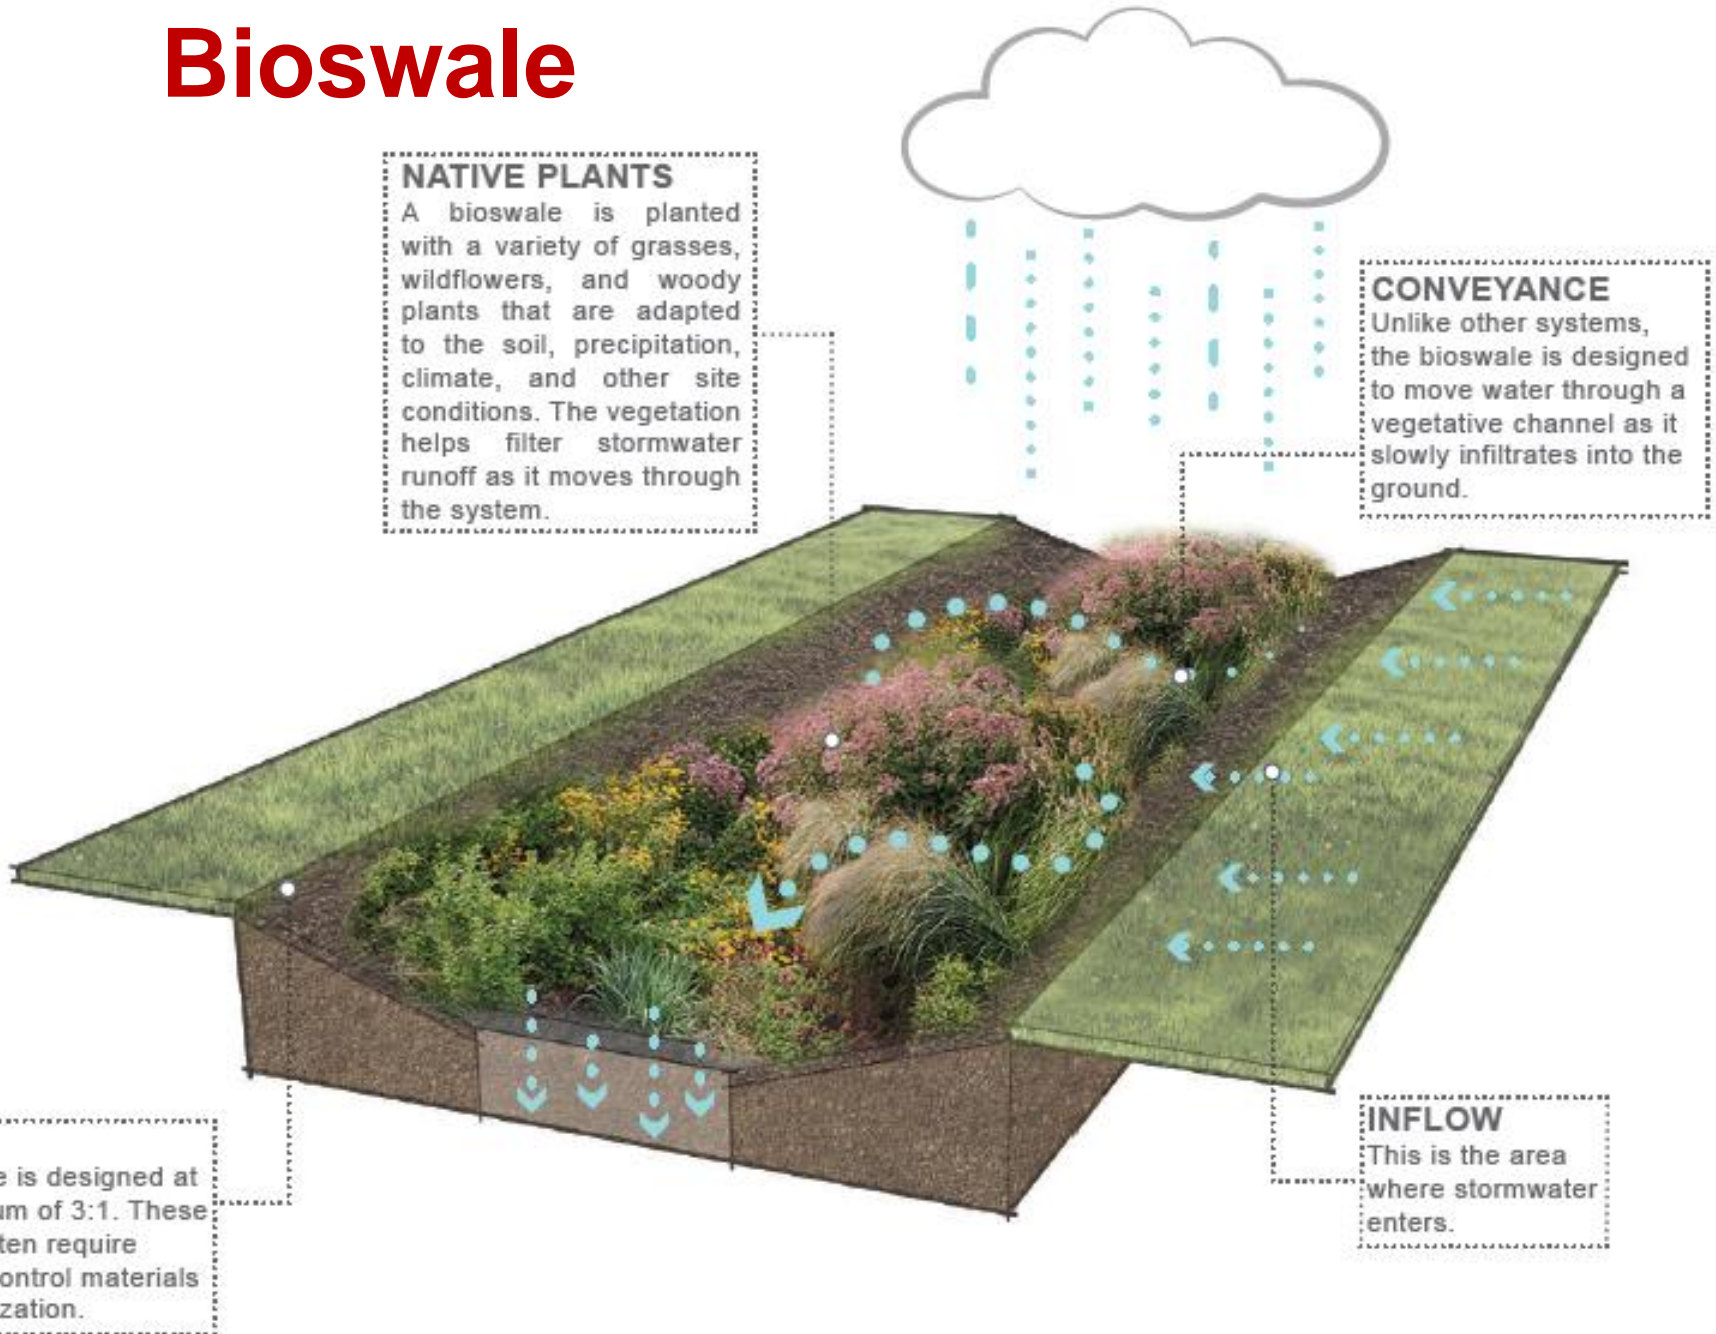 Bioswale
NATIVE PLANTS
A bioswale is planted
with a variety of grasses,
wildflowers, and woody
plants that are adapted
to the soil, precipitation,
climate, and other site
conditions. The vegetation
helps filter stormwater
runoff as it moves through
the system.
CONVEYANCE
Unlike other systems,
the bioswale is designed
to move water through a
vegetative channel as it
slowly infiltrates into the
ground.
is designed at
of 3:1. These
require
materials
INFLOW
This is the area
where stormwater
enters.